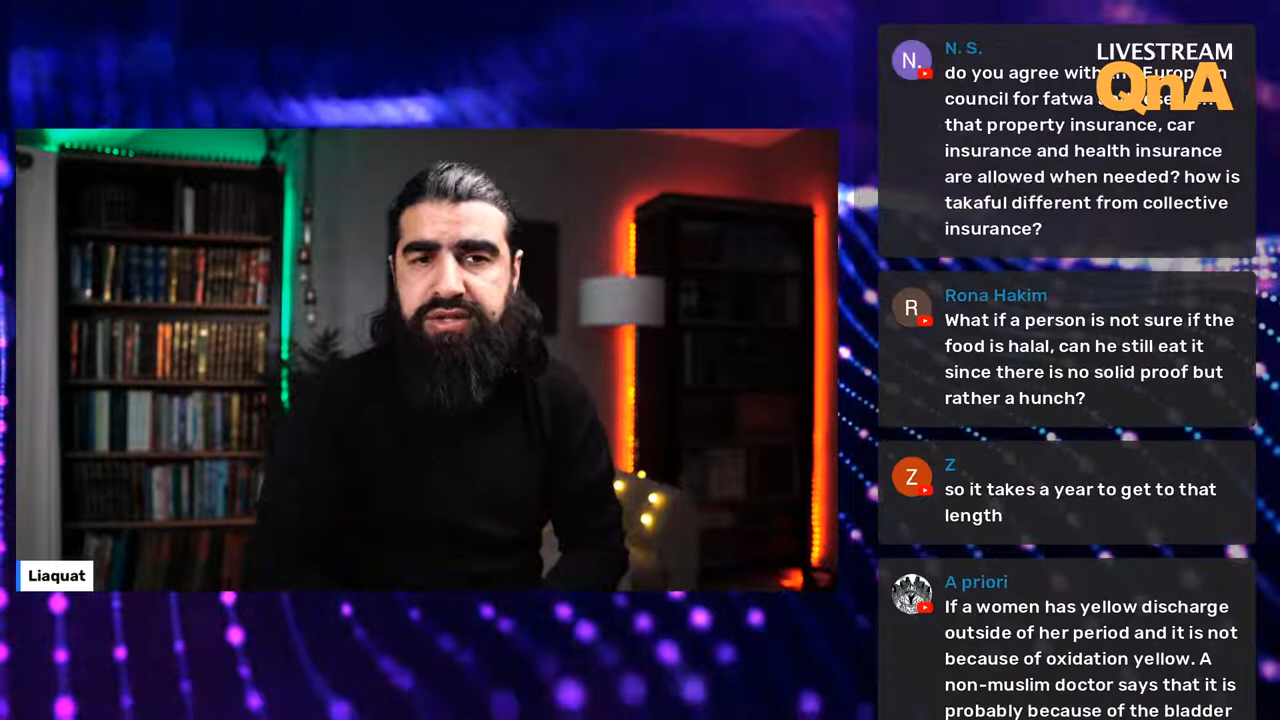 N. S.
do you agree with
council for fatwa
that property insurance, car
insurance and health insurance
are allowed when needed? how is
takaful different from collective
insurance?
LIVESTREAM
QnA
Rona Hakim
What if a person is not sure if the
food is halal, can he still eat it
since there is no solid proof but
rather a hunch?
Z
so it takes a year to get to that
length
A priori
If a women has yellow discharge
outside of her period and it is not
because of oxidation yellow. A
non-muslim doctor says that it is
probably because of the bladder
Liaquat
N.
R
Z